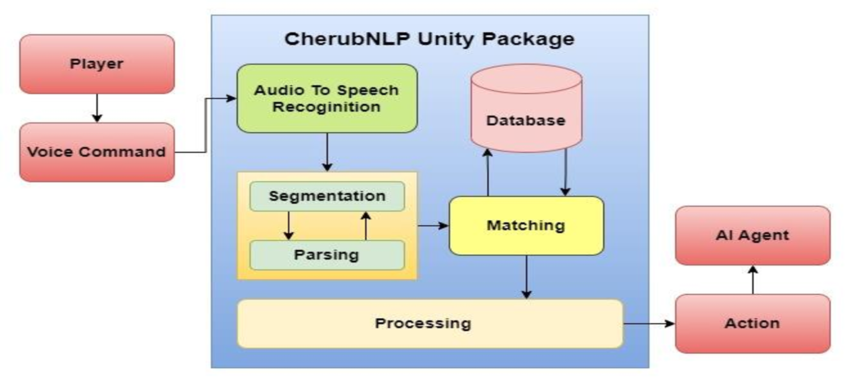 CherubNLP Unity Package
Player
Voice Command
Audio To Speech
Recoginition
Database
Segmentation
Parsing
Matching
Processing
AI Agent
Action